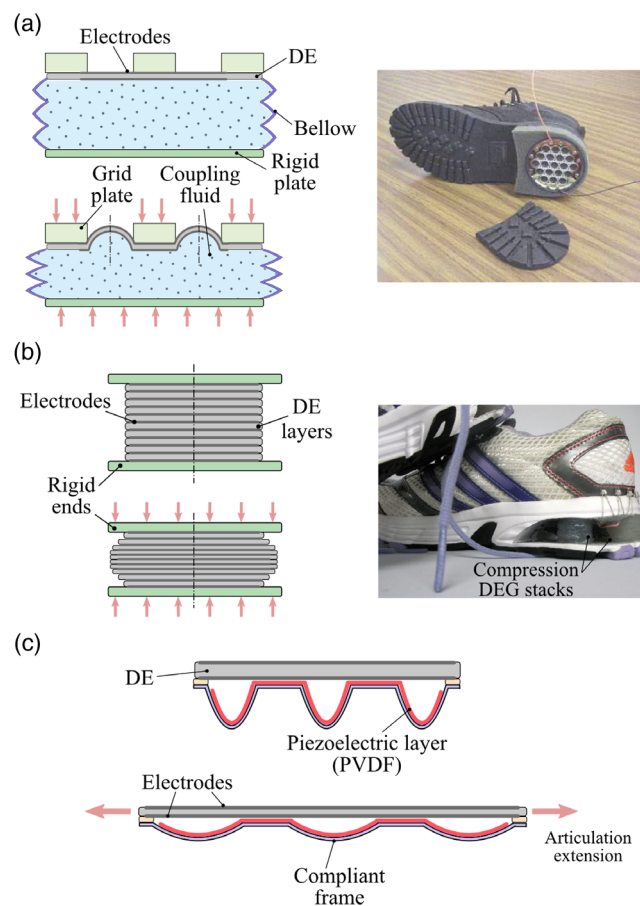 (a)
Electrodes
DE
Bellow
Rigid
plate
Grid
plate
Coupling
fluid
(b)
Electrodes
DE
layers
Rigid
ends
Compression
DEG stacks
(c)
DE
Piezoelectric layer
(PVDF)
Electrodes
Articulation
extension
Compliant
frame